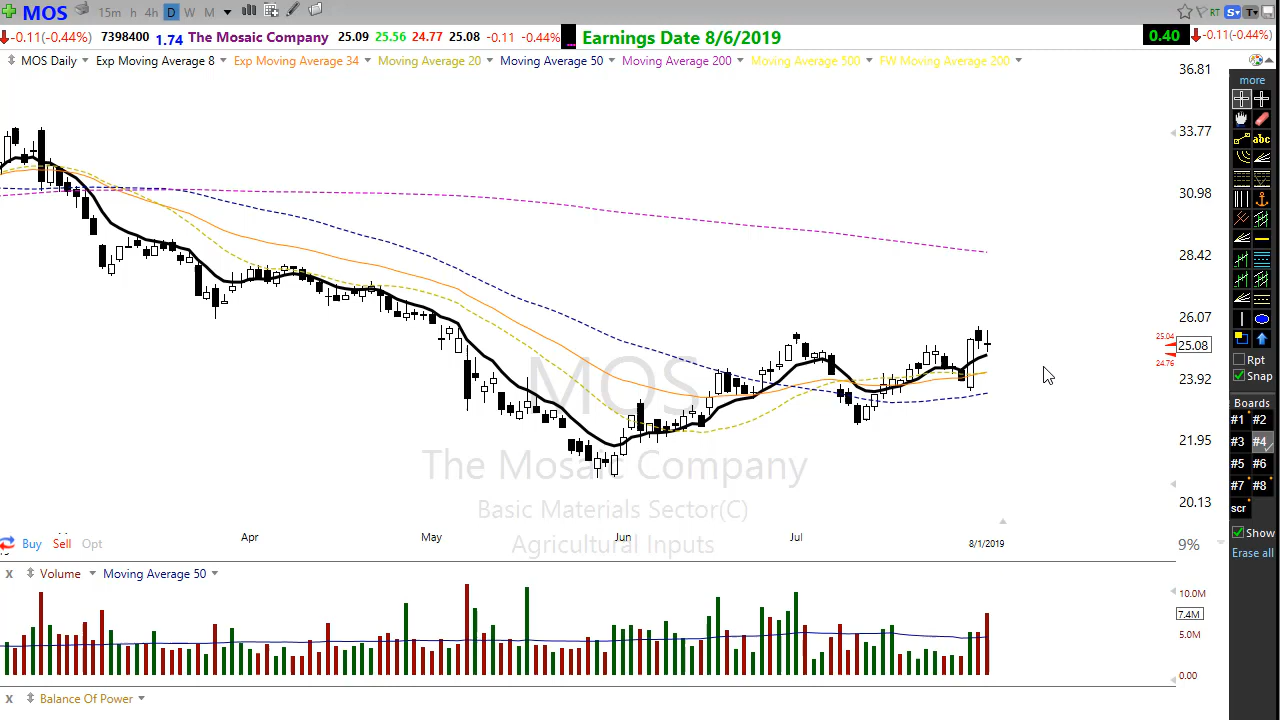 MOS 15m h 4h D W M RT S T
-0.11(-0.44%) 7398400 1.74 The Mosaic Company 25.09 25.56 24.77 25.08 -0.11 -0.44% Earnings Date 8/6/2019 0.40 -0.11(-0.44%)
MOS Daily Exp Moving Average 8 Exp Moving Average 34 Moving Average 20 Moving Average 50 Moving Average 200 Moving Average 500 FW Moving Average 200
36.81
more
33.77
abc
30.98
28.42
26.07
25.04
25.08
24.76
Rpt
Snap
23.92
MOS
Boards
#1 #2
21.95
#3 #4
The Mosaic Company
#5 #6
#7 #8
20.13
Basic Materials Sector(C)
scr
Apr May Jun Jul 8/1/2019
Show
Buy Sell Opt
Agricultural Inputs
9%
Erase all
X Volume Moving Average 50
10.0M
7.4M
5.0M
0.00
X Balance Of Power